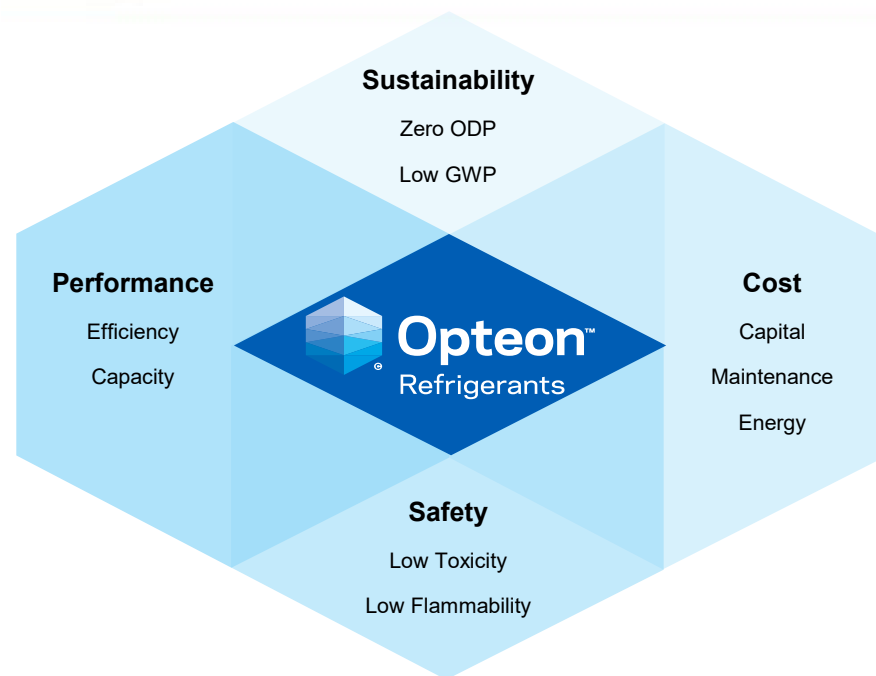 Sustainability
Zero ODP
Low GWP
Performance
Efficiency
Capacity
Opteon™
Refrigerants
©
Cost
Capital
Maintenance
Energy
Safety
Low Toxicity
Low Flammability